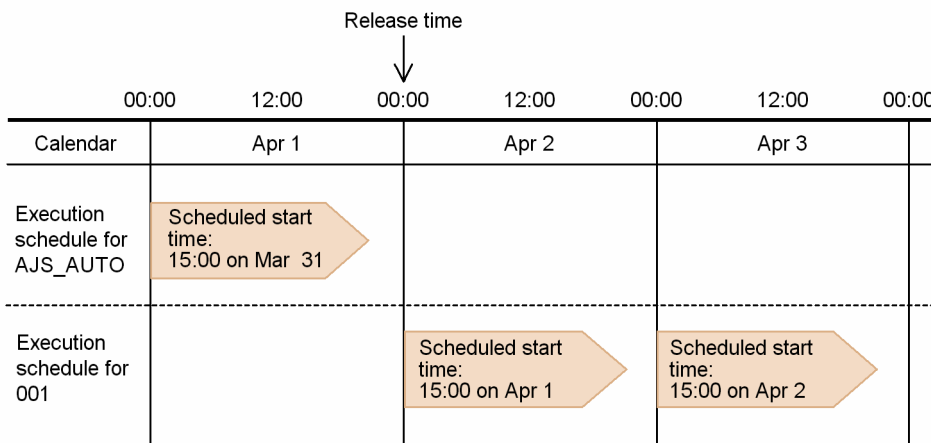 Release time
00:00 12:00 00:00 12:00 00:00 12:00 00:00
Calendar Apr 1 Apr 2 Apr 3
Execution
schedule for
AJS_AUTO
Scheduled start
time:
15:00 on Mar 31
Execution
schedule for
001
Scheduled start
time:
15:00 on Apr 1
Scheduled start
time:
15:00 on Apr 2